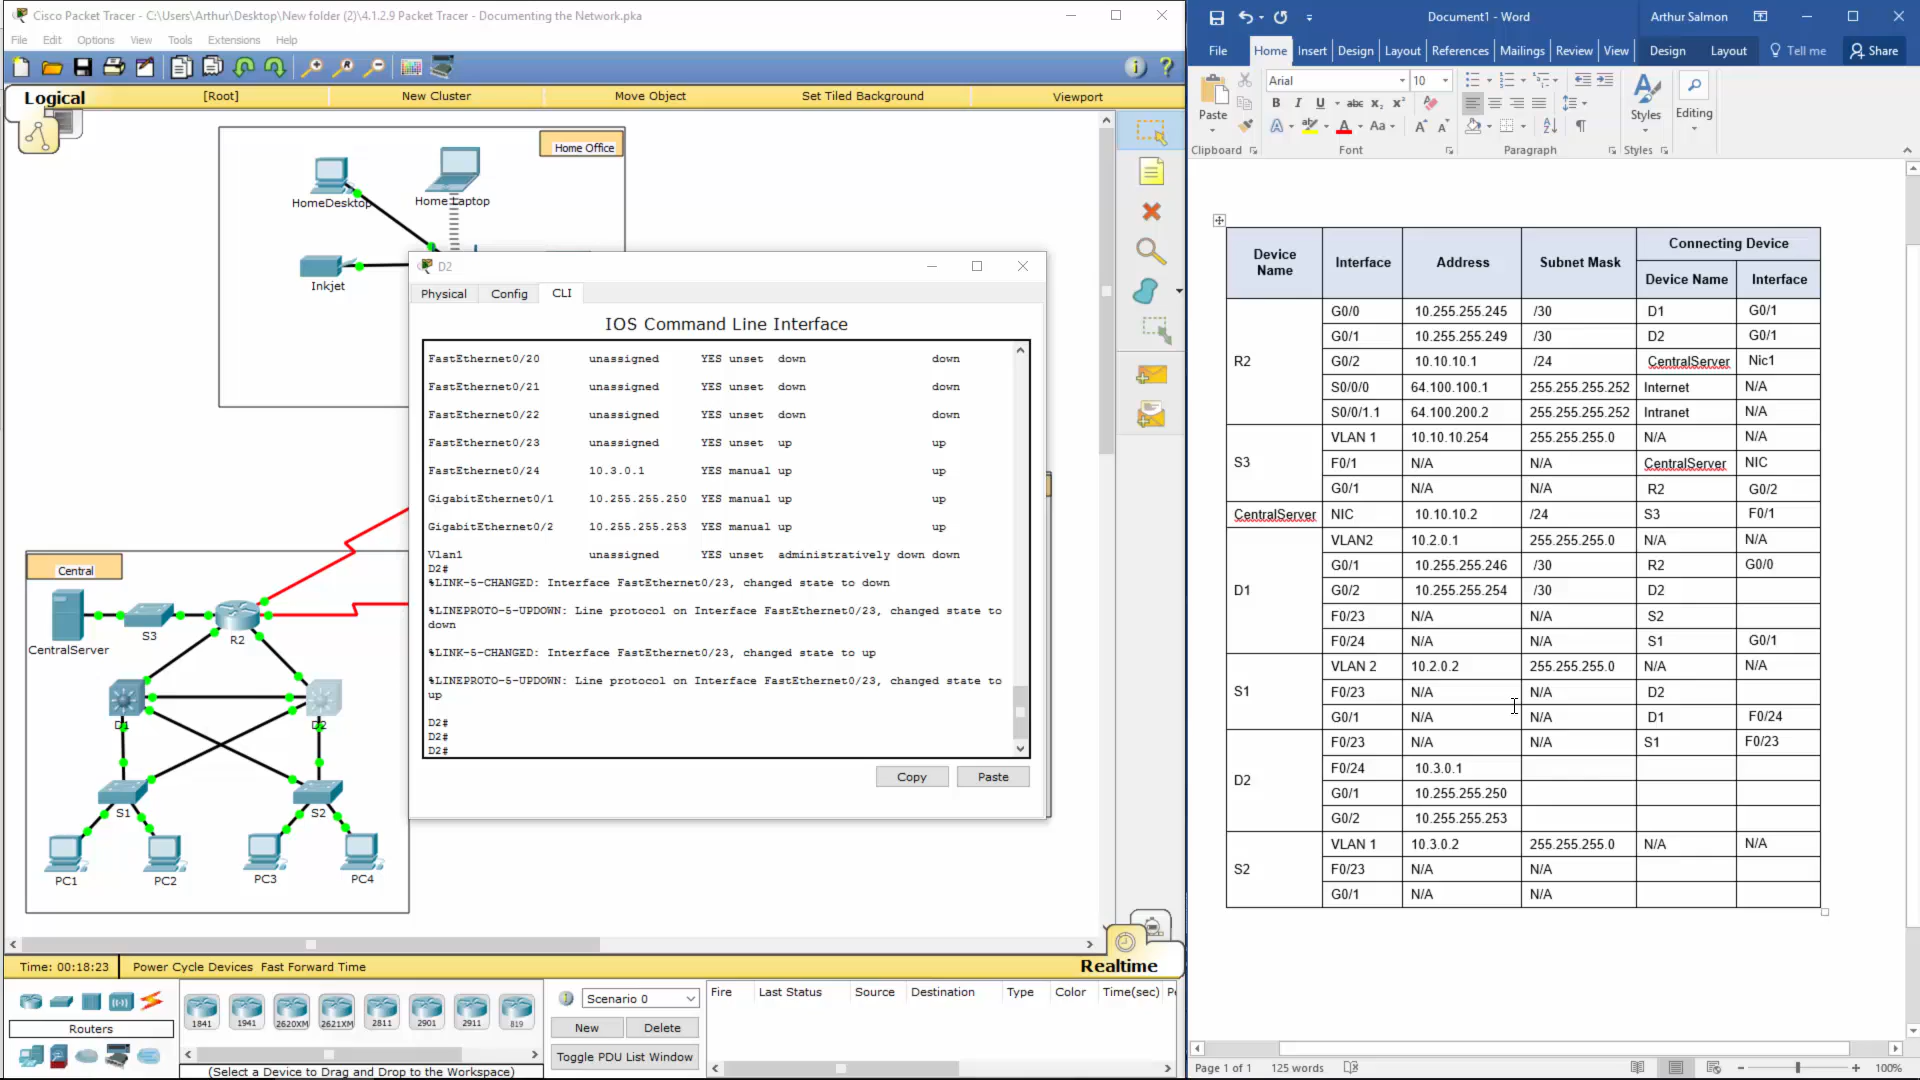 Cisco Packet Tracer - C:\Users\Arthur\Desktop\New folder (2)\4.1.2.9 Packet Tracer - Documenting the Network.pka
File Edit Options View Tools Extensions Help
Logical [Root] New Cluster Move Object Set Tiled Background Viewport
Home Office
HomeDesktop
Home Laptop
Inkjet
D2
Physical Config CLI
IOS Command Line Interface
FastEthernet0/20 unassigned YES unset down down
FastEthernet0/21 unassigned YES unset down down
FastEthernet0/22 unassigned YES unset down down
FastEthernet0/23 unassigned YES unset up up
FastEthernet0/24 10.3.0.1 YES manual up up
GigabitEthernet0/1 10.255.255.250 YES manual up up
GigabitEthernet0/2 10.255.255.253 YES manual up up
Vlan1 unassigned YES unset administratively down down
D2#
%LINK-5-CHANGED: Interface FastEthernet0/23, changed state to down
%LINEPROTO-5-UPDOWN: Line protocol on Interface FastEthernet0/23, changed state to
down
%LINK-5-CHANGED: Interface FastEthernet0/23, changed state to up
%LINEPROTO-5-UPDOWN: Line protocol on Interface FastEthernet0/23, changed state to
up
D2#
D2#
D2#
Copy Paste
Central
CentralServer
S3
R2
D1
D2
S1
S2
PC1
PC2
PC3
PC4
Time: 00:18:23 Power Cycle Devices Fast Forward Time
Realtime
Routers
1841 1941 2620XM 2621XM 2811 2901 2911 819
(Select a Device to Drag and Drop to the Workspace)
Scenario 0
New Delete
Toggle PDU List Window
Fire Last Status Source Destination Type Color Time(sec)
Document1 - Word
Arthur Salmon
File Home Insert Design Layout References Mailings Review View Design Layout Tell me Share
Paste
Arial 10
Styles
Editing
Clipboard Font Paragraph Styles
Device Name Interface Address Subnet Mask Connecting Device
Device Name Interface
R2 G0/0 10.255.255.245 /30 D1 G0/1
G0/1 10.255.255.249 /30 D2 G0/1
G0/2 10.10.10.1 /24 CentralServer Nic1
S0/0/0 64.100.100.1 255.255.255.252 Internet N/A
S0/0/1.1 64.100.200.2 255.255.255.252 Intranet N/A
S3 VLAN 1 10.10.10.254 255.255.255.0 N/A N/A
F0/1 N/A N/A CentralServer NIC
G0/1 N/A N/A R2 G0/2
CentralServer NIC 10.10.10.2 /24 S3 F0/1
D1 VLAN2 10.2.0.1 255.255.255.0 N/A N/A
G0/1 10.255.255.246 /30 R2 G0/0
G0/2 10.255.255.254 /30 D2
F0/23 N/A N/A S2
F0/24 N/A N/A S1 G0/1
S1 VLAN 2 10.2.0.2 255.255.255.0 N/A N/A
F0/23 N/A N/A D2
G0/1 N/A N/A D1 F0/24
D2 F0/23 N/A N/A S1 F0/23
F0/24 10.3.0.1
G0/1 10.255.255.250
G0/2 10.255.255.253
S2 VLAN 1 10.3.0.2 255.255.255.0 N/A N/A
F0/23 N/A N/A
G0/1 N/A N/A
Page 1 of 1 125 words 100%